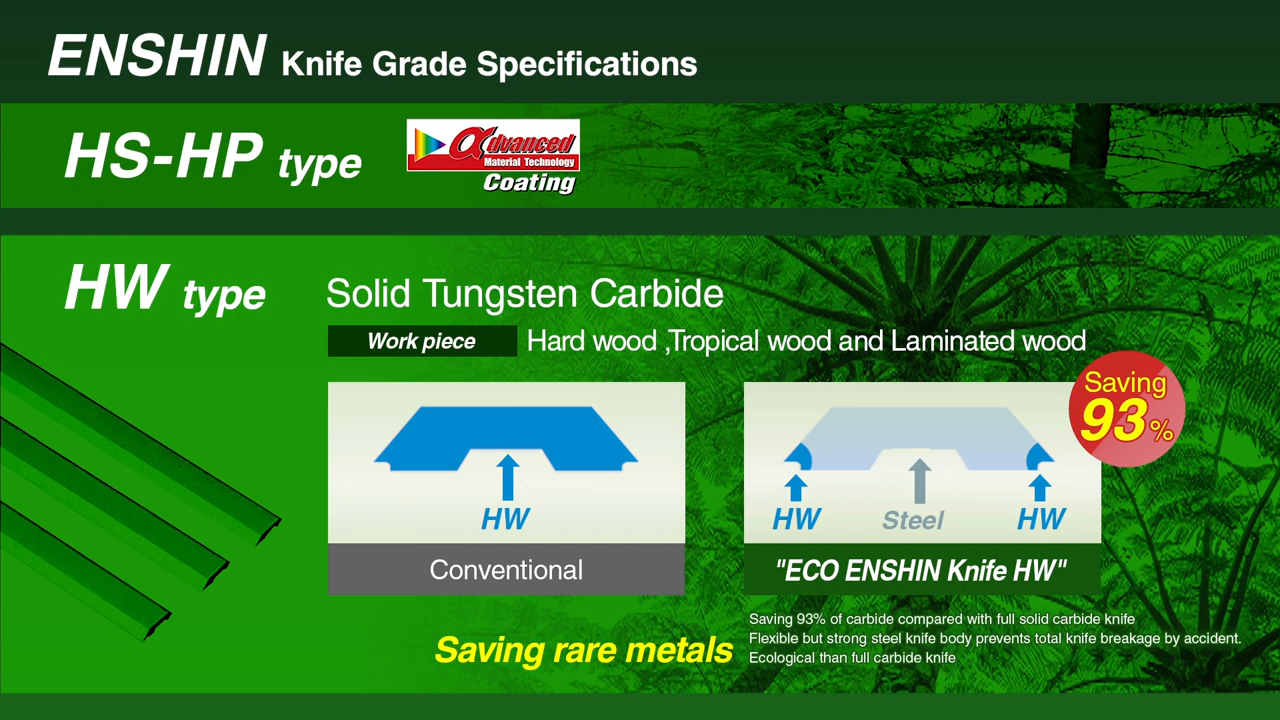 ENSHIN Knife Grade Specifications
HS-HP type
αdvanced
Material Technology
Coating
HW type
Solid Tungsten Carbide
Work piece
Hard wood ,Tropical wood and Laminated wood
Saving
93%
HW
HW
Steel
HW
Conventional
"ECO ENSHIN Knife HW"
Saving rare metals
Saving 93% of carbide compared with full solid carbide knife
Flexible but strong steel knife body prevents total knife breakage by accident.
Ecological than full carbide knife